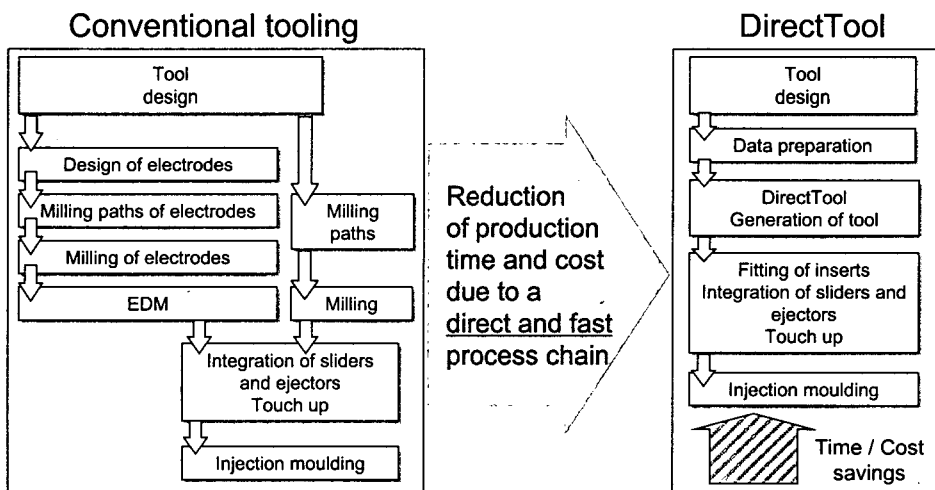 Conventional tooling
Tool
design
Design of electrodes
Milling paths of electrodes
Milling of electrodes
EDM
Milling
paths
Milling
Integration of sliders
and ejectors
Touch up
Injection moulding
Reduction
of production
time and cost
due to a
direct and fast
process chain
DirectTool
Tool
design
Data preparation
DirectTool
Generation of tool
Fitting of inserts
Integration of sliders and
ejectors
Touch up
Injection moulding
Time / Cost
savings